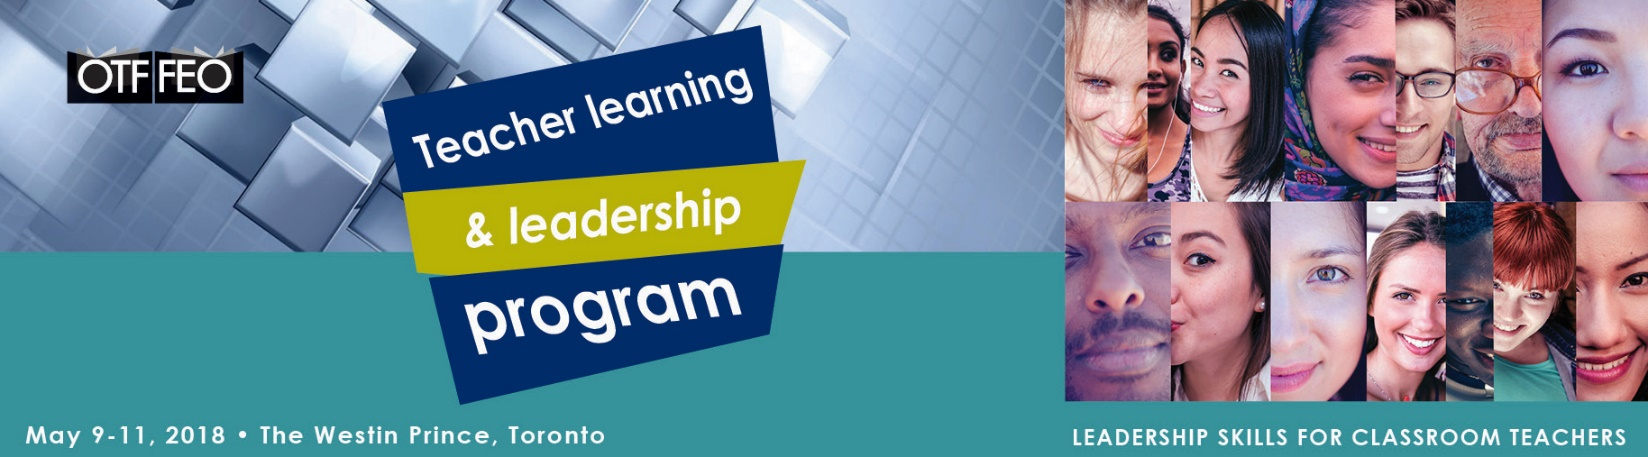 OTF FEO
Teacher learning
& leadership
program
May 9-11, 2018 • The Westin Prince, Toronto
LEADERSHIP SKILLS FOR CLASSROOM TEACHERS